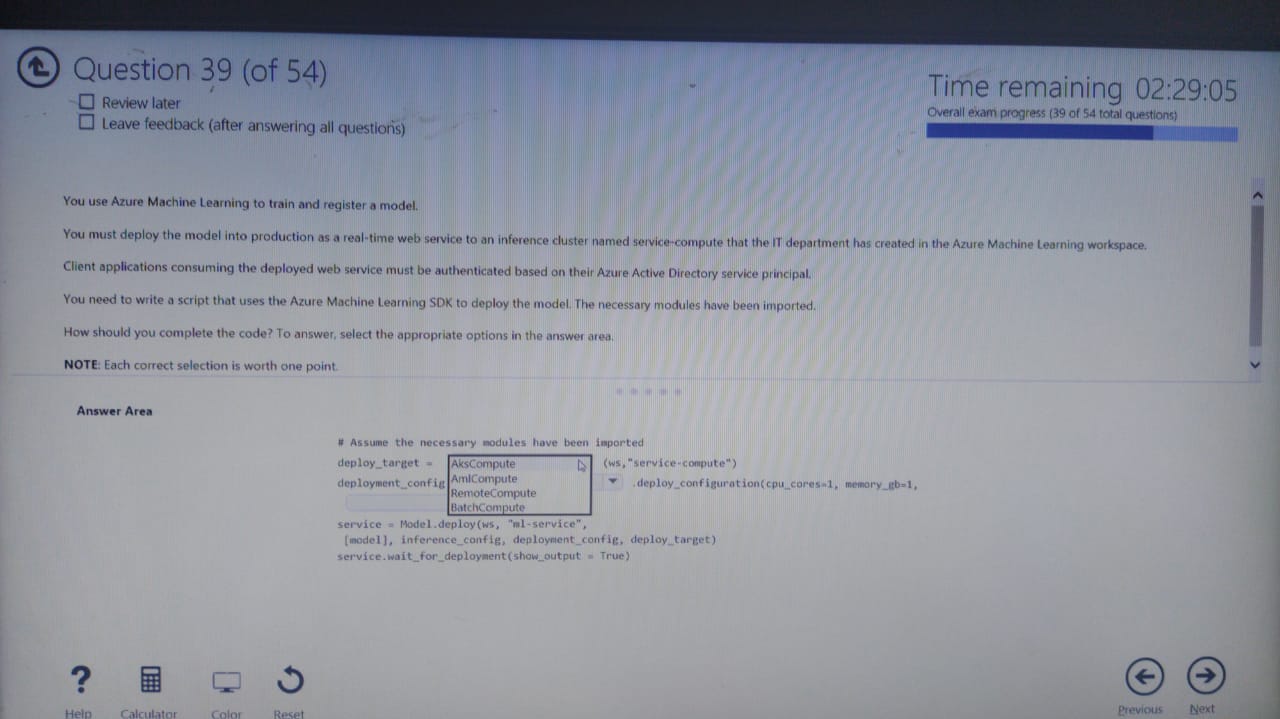 Question 39 (of 54)
Review later
Leave feedback (after answering all questions)
Time remaining 02:29:05
Overall exam progress (39 of 54 total questions)
You use Azure Machine Learning to train and register a model.
You must deploy the model into production as a real-time web service to an inference cluster named service-compute that the IT department has created in the Azure Machine Learning workspace.
Client applications consuming the deployed web service must be authenticated based on their Azure Active Directory service principal.
You need to write a script that uses the Azure Machine Learning SDK to deploy the model. The necessary modules have been imported.
How should you complete the code? To answer, select the appropriate options in the answer area.
NOTE: Each correct selection is worth one point.
Answer Area
# Assume the necessary modules have been imported
deploy_target = AksCompute (ws,"service-compute")
AmlCompute
deployment_config .deploy_configuration(cpu_cores=1, memory_gb=1,
RemoteCompute
BatchCompute
service = Model.deploy(ws, "ml-service",
[model], inference_config, deployment_config, deploy_target)
service.wait_for_deployment(show_output = True)
? Help
Calculator
Color
Reset
Previous
Next